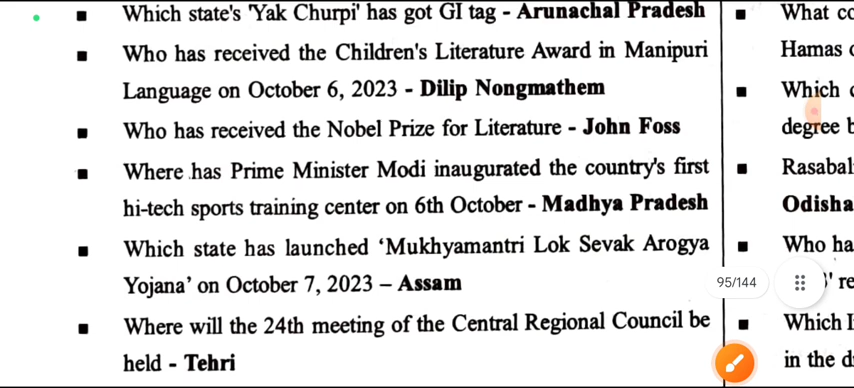 Which state's 'Yak Churpi' has got GI tag - Arunachal Pradesh
Who has received the Children's Literature Award in Manipuri
Language on October 6, 2023 - Dilip Nongmathem
Who has received the Nobel Prize for Literature - John Foss
Where has Prime Minister Modi inaugurated the country's first
hi-tech sports training center on 6th October - Madhya Pradesh
Which state has launched ‘Mukhyamantri Lok Sevak Arogya
Yojana’ on October 7, 2023 – Assam
Where will the 24th meeting of the Central Regional Council be
held - Tehri
What
Hamas
Which
degree
Rasabal
Odisha
Who
95/144
Which
in the